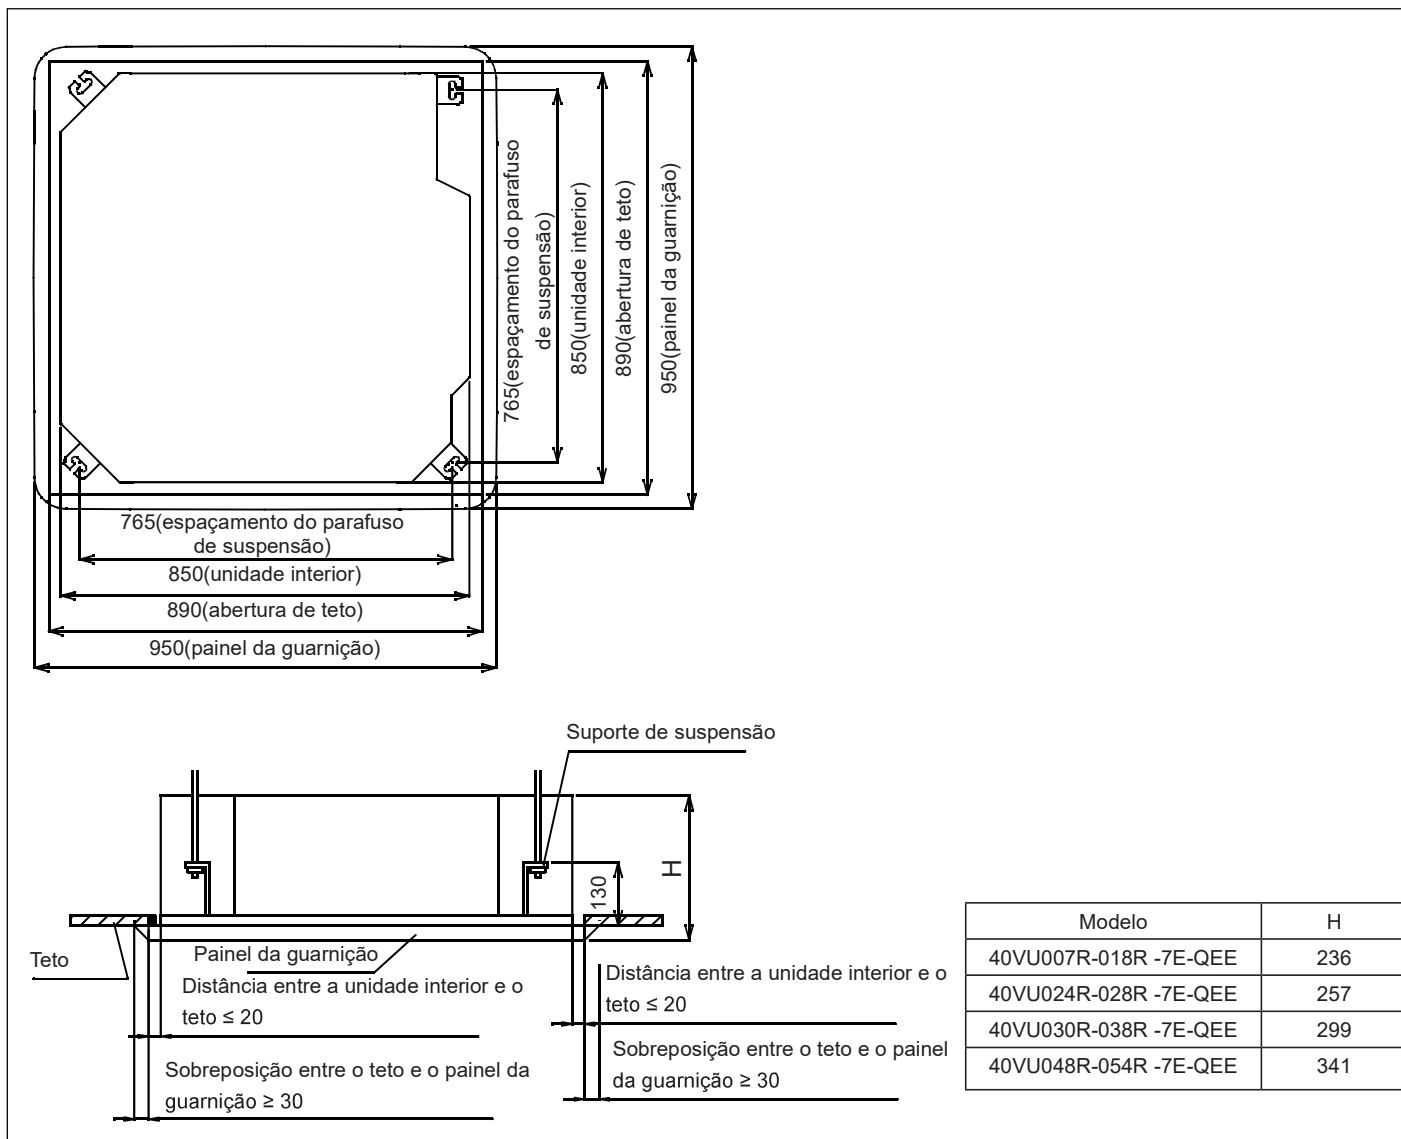 765(espaçamento do parafuso
de suspensão)
850(unidade interior)
890(abertura de teto)
950(painel da guarnição)
765(espaçamento do parafuso
de suspensão)
850(unidade interior)
890(abertura de teto)
950(painel da guarnição)
Suporte de suspensão
H
130
Teto
Painel da guarnição
Distância entre a unidade interior e o
teto ≤ 20
Sobreposição entre o teto e o painel da
guarnição ≥ 30
Distância entre a unidade interior e o
teto ≤ 20
Sobreposição entre o teto e o painel
da guarnição ≥ 30
Modelo H
40VU007R-018R -7E-QEE 236
40VU024R-028R -7E-QEE 257
40VU030R-038R -7E-QEE 299
40VU048R-054R -7E-QEE 341